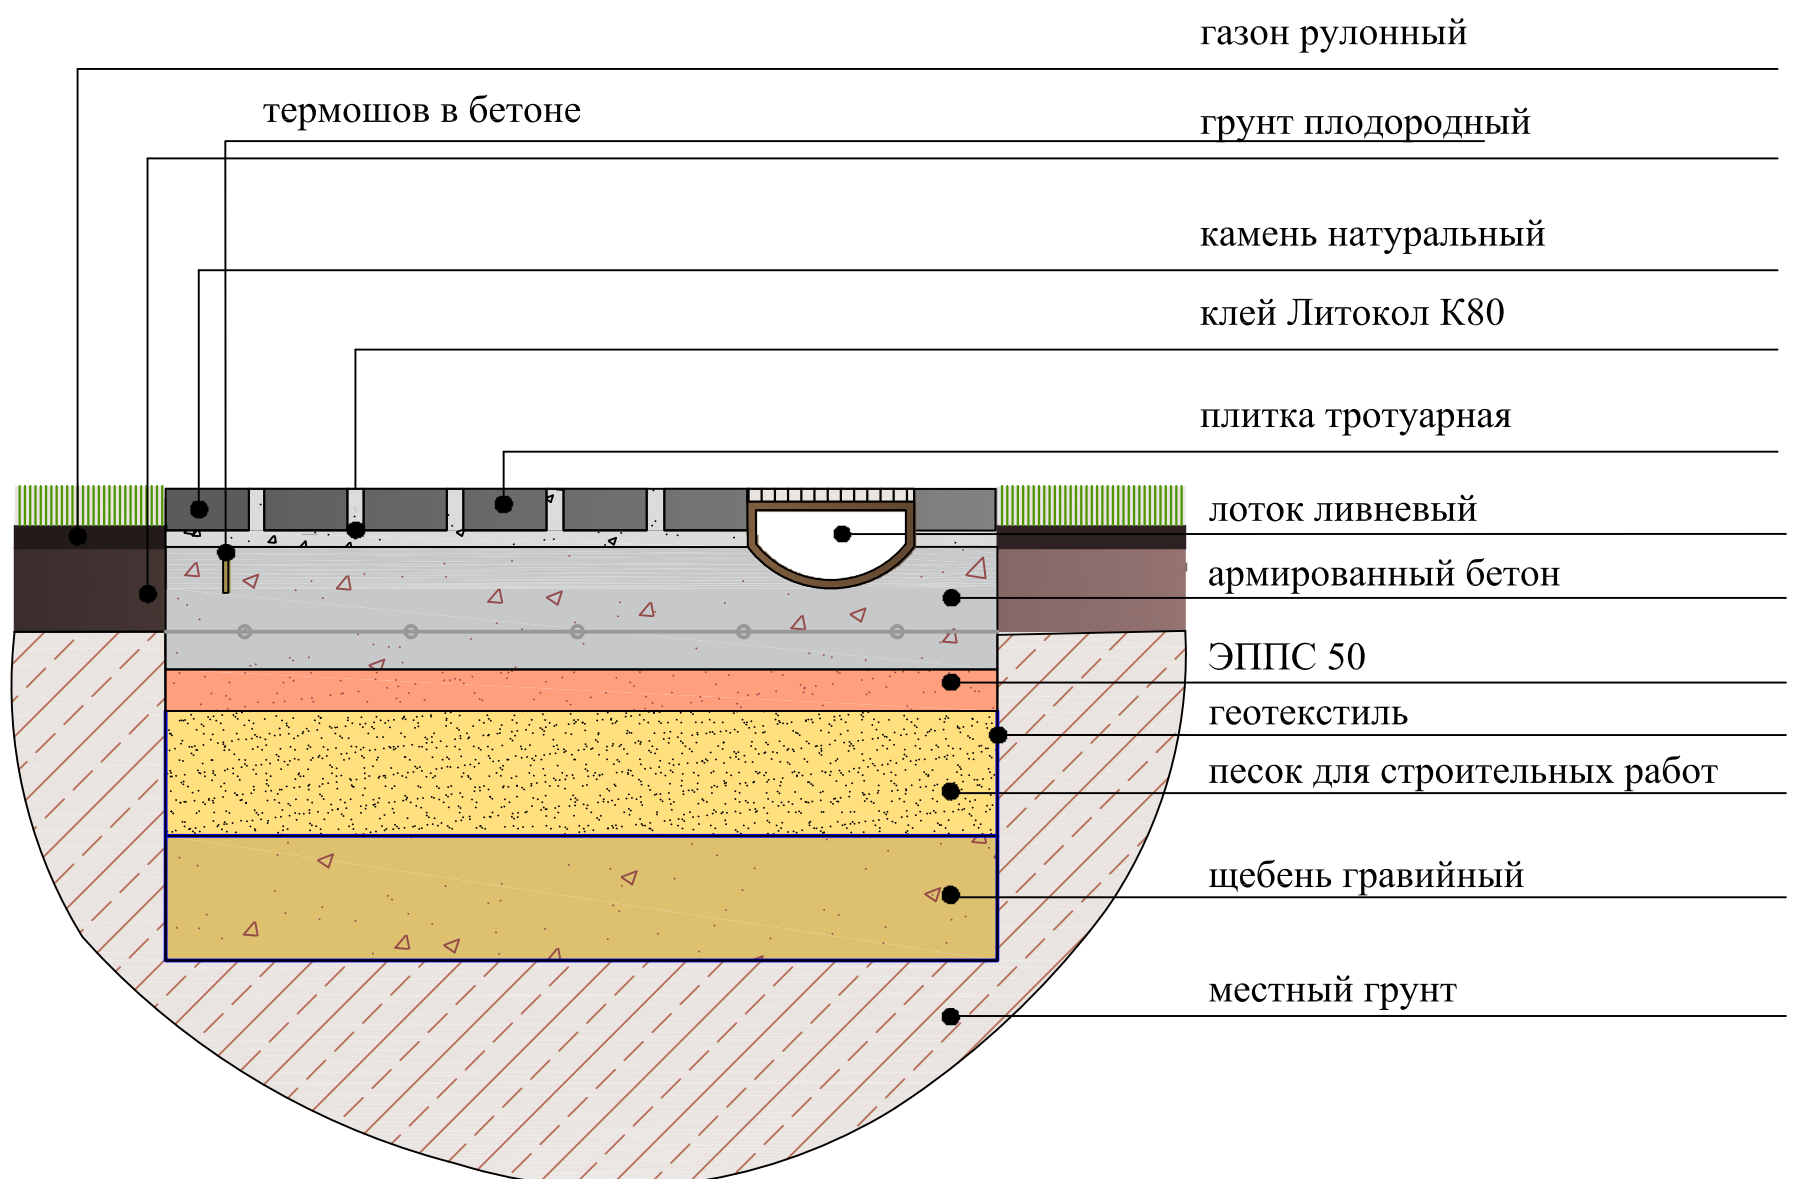 газон рулонный
термошов в бетоне
грунт плодородный
камень натуральный
клей Литокол К80
плитка тротуарная
лоток ливневый
армированный бетон
ЭППС 50
геотекстиль
песок для строительных работ
щебень гравийный
местный грунт